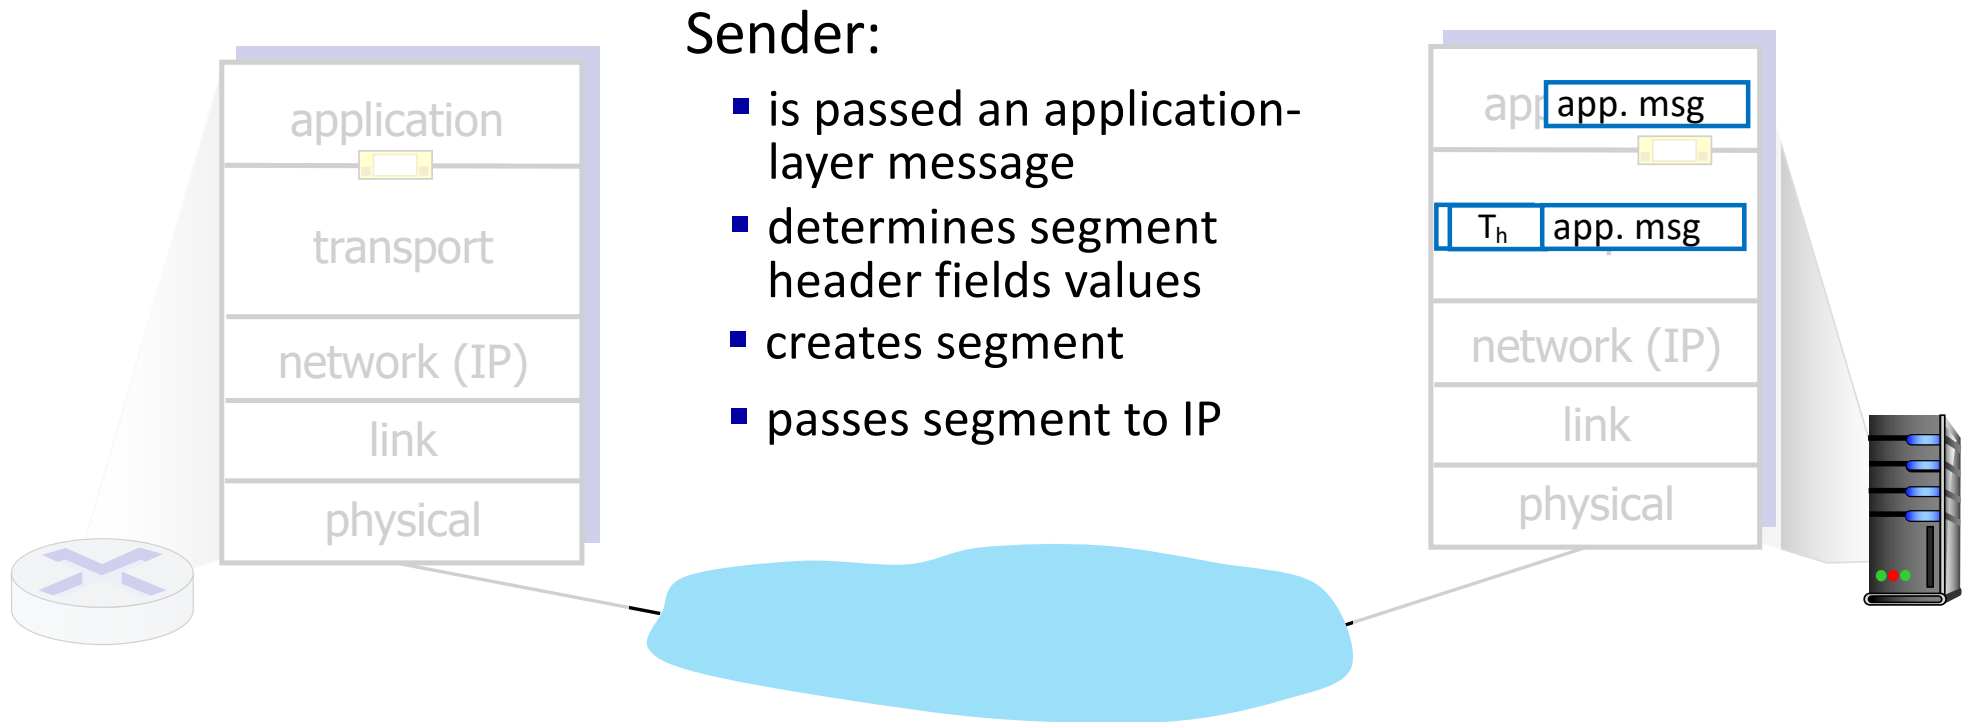 Sender:
▪ is passed an application-
layer message
▪ determines segment
header fields values
▪ creates segment
▪ passes segment to IP
application
transport
network (IP)
link
physical
app. msg
Th app. msg
network (IP)
link
physical